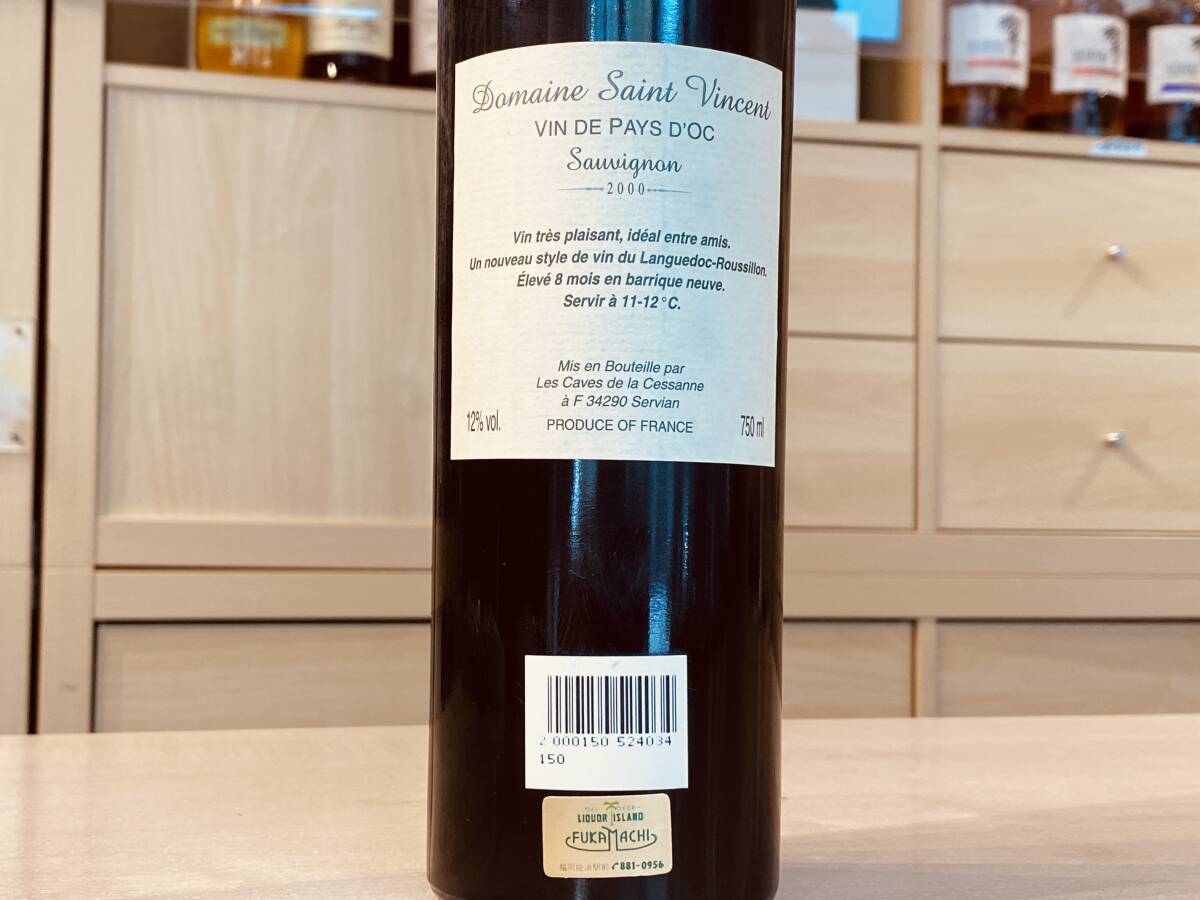 Domaine Saint Vincent
VIN DE PAYS D'OC
Sauvignon
2000
Vin très plaisant, idéal entre amis.
Un nouveau style de vin du Languedoc-Roussillon.
Élevé 8 mois en barrique neuve.
Servir à 11-12°C.
Mis en Bouteille par
Les Caves de la Cessanne
à F 34290 Servian
12% vol.
PRODUCE OF FRANCE
750 ml
2 000150 524034
150
LIQUOR ISLAND
FUKAMACHI
881-0956